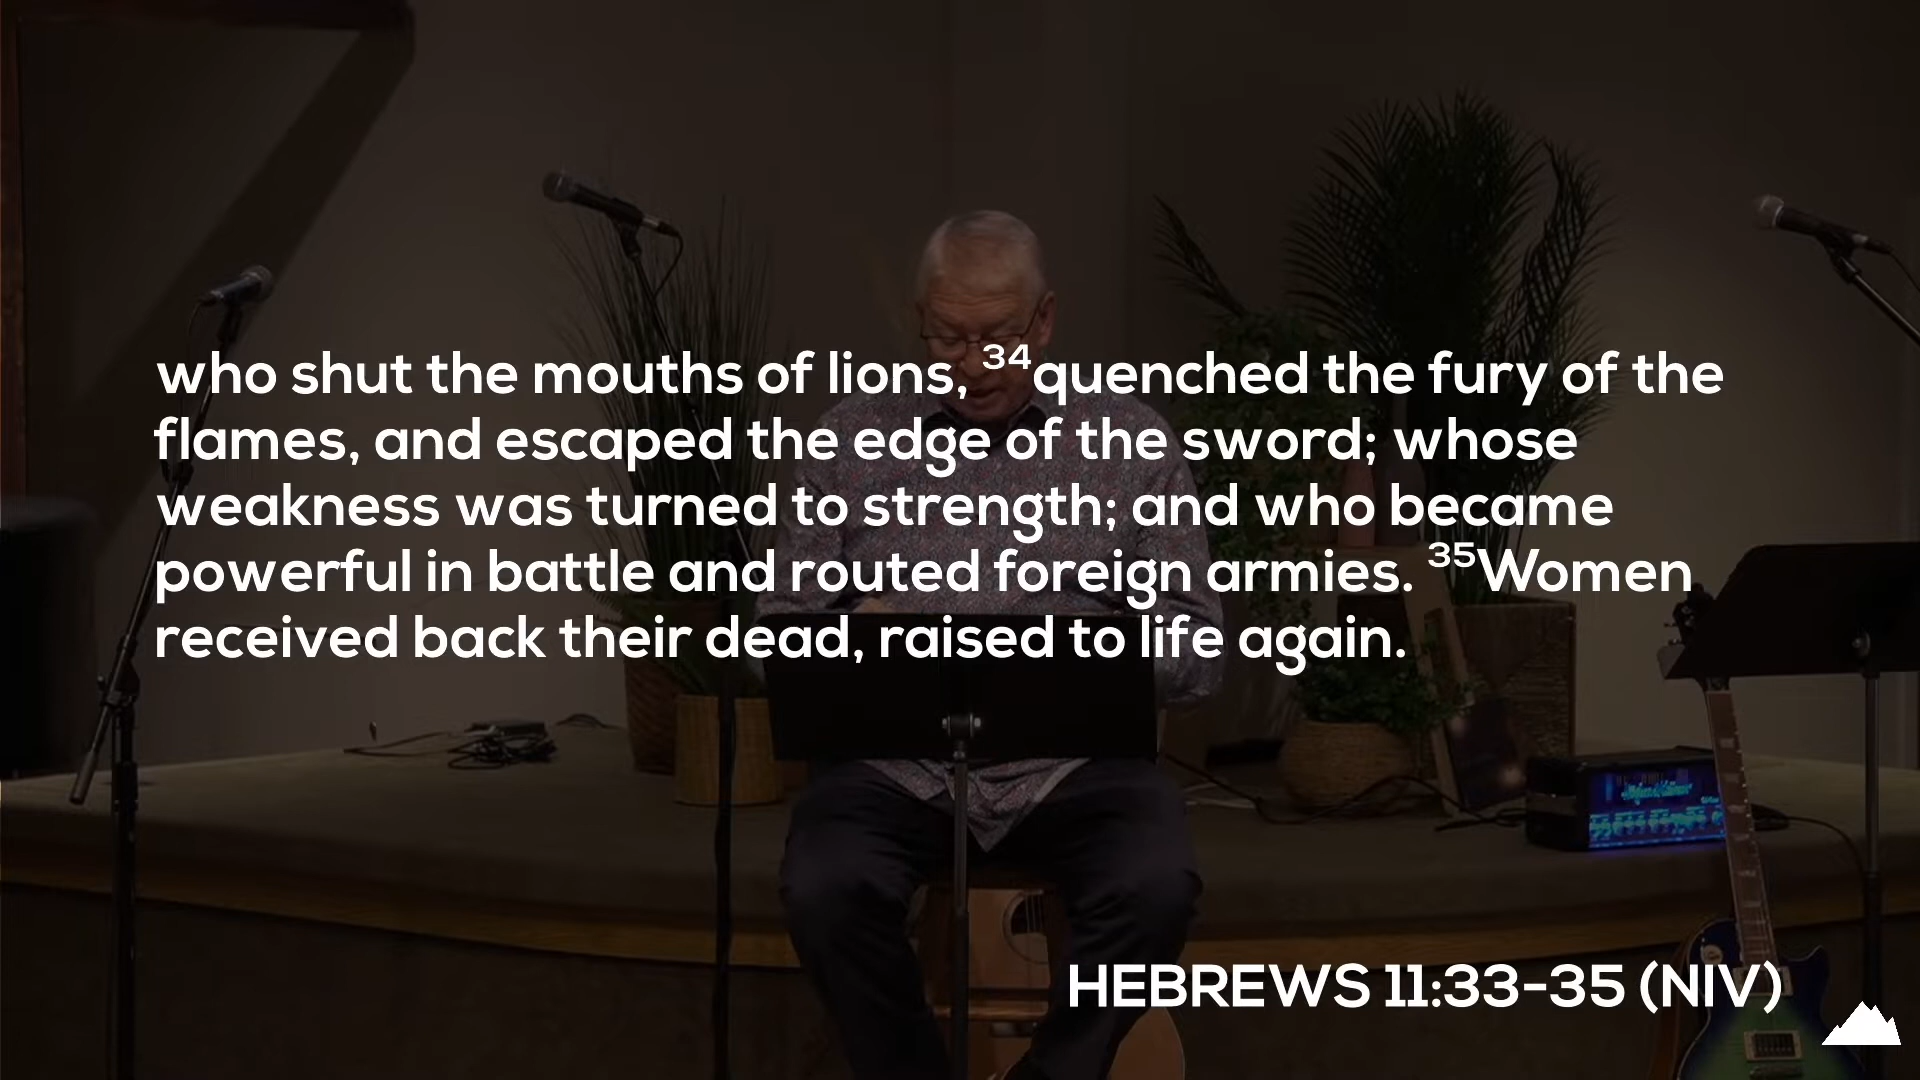 who shut the mouths of lions, ³⁴quenched the fury of the
flames, and escaped the edge of the sword; whose
weakness was turned to strength; and who became
powerful in battle and routed foreign armies. ³⁵Women
received back their dead, raised to life again.
HEBREWS 11:33-35 (NIV)